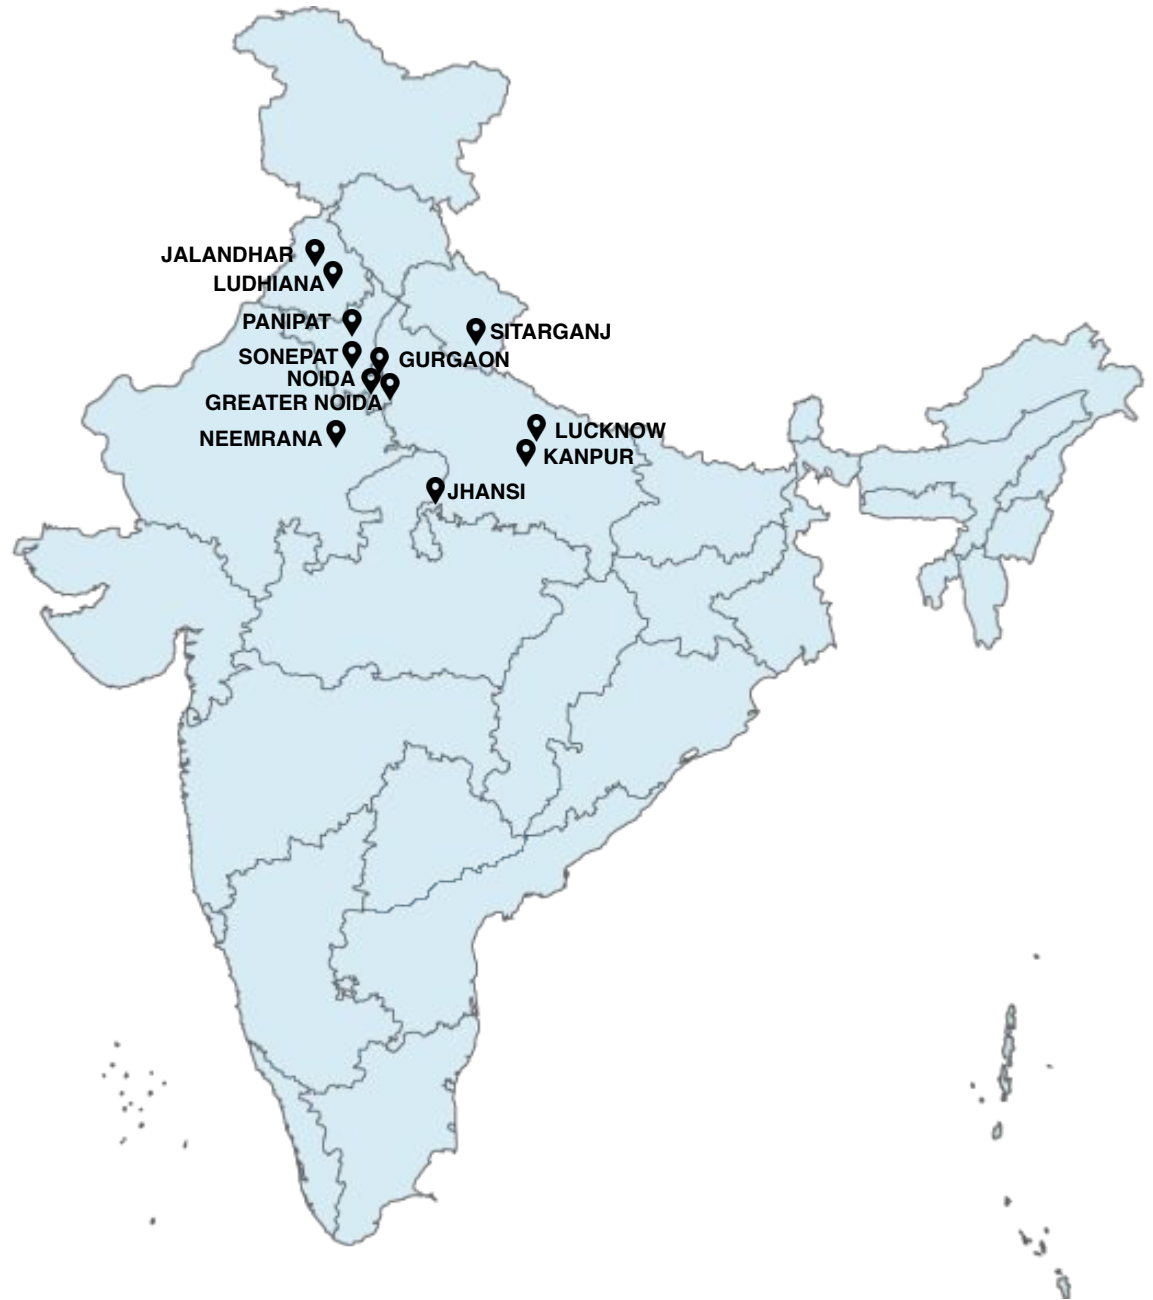 JALANDHAR
LUDHIANA
PANIPAT
SITARGANJ
SONEPAT
GURGAON
NOIDA
GREATER NOIDA
NEEMRANA
LUCKNOW
KANPUR
JHANSI